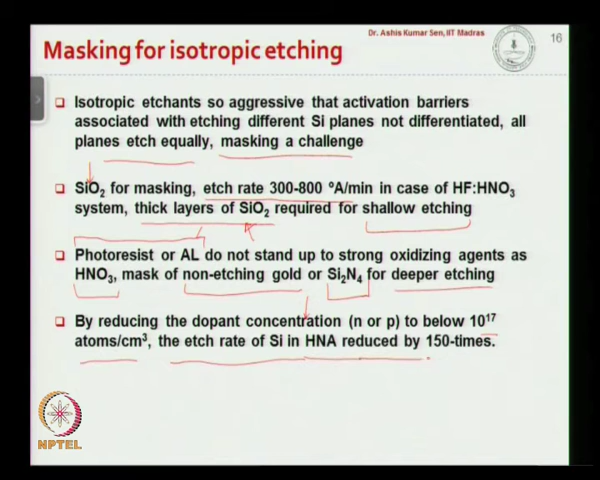 Dr. Ashis Kumar Sen, IIT Madras
16
Masking for isotropic etching
Isotropic etchants so aggressive that activation barriers
associated with etching different Si planes not differentiated, all
planes etch equally, masking a challenge
SiO₂ for masking, etch rate 300-800 ºA/min in case of HF:HNO₃
system, thick layers of SiO₂ required for shallow etching
Photoresist or AL do not stand up to strong oxidizing agents as
HNO₃, mask of non-etching gold or Si₂N₄ for deeper etching
By reducing the dopant concentration (n or p) to below 10¹⁷
atoms/cm³, the etch rate of Si in HNA reduced by 150-times.
NPTEL